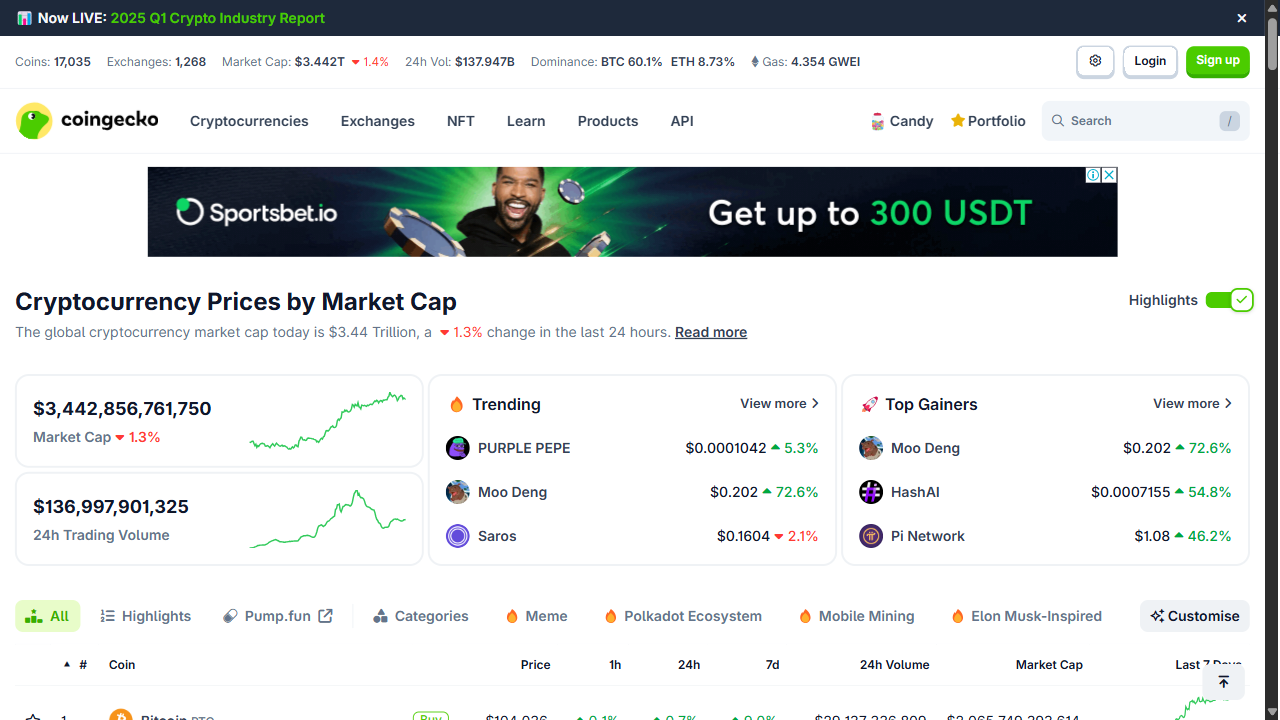 Now LIVE: 2025 Q1 Crypto Industry Report
Coins: 17,035 Exchanges: 1,268 Market Cap: $3.442T 1.4% 24h Vol: $137.947B Dominance: BTC 60.1% ETH 8.73% Gas: 4.354 GWEI Login Sign up
coingecko Cryptocurrencies Exchanges NFT Learn Products API Candy Portfolio Search /
Sportsbet.io Get up to 300 USDT
Cryptocurrency Prices by Market Cap Highlights
The global cryptocurrency market cap today is $3.44 Trillion, a 1.3% change in the last 24 hours. Read more
$3,442,856,761,750
Market Cap 1.3%
$136,997,901,325
24h Trading Volume
Trending View more
PURPLE PEPE $0.0001042 5.3%
Moo Deng $0.202 72.6%
Saros $0.1604 2.1%
Top Gainers View more
Moo Deng $0.202 72.6%
HashAI $0.0007155 54.8%
Pi Network $1.08 46.2%
All Highlights Pump.fun Categories Meme Polkadot Ecosystem Mobile Mining Elon Musk-Inspired Customise
# Coin Price 1h 24h 7d 24h Volume Market Cap Last 7 Days
1 Bitcoin BTC Buy